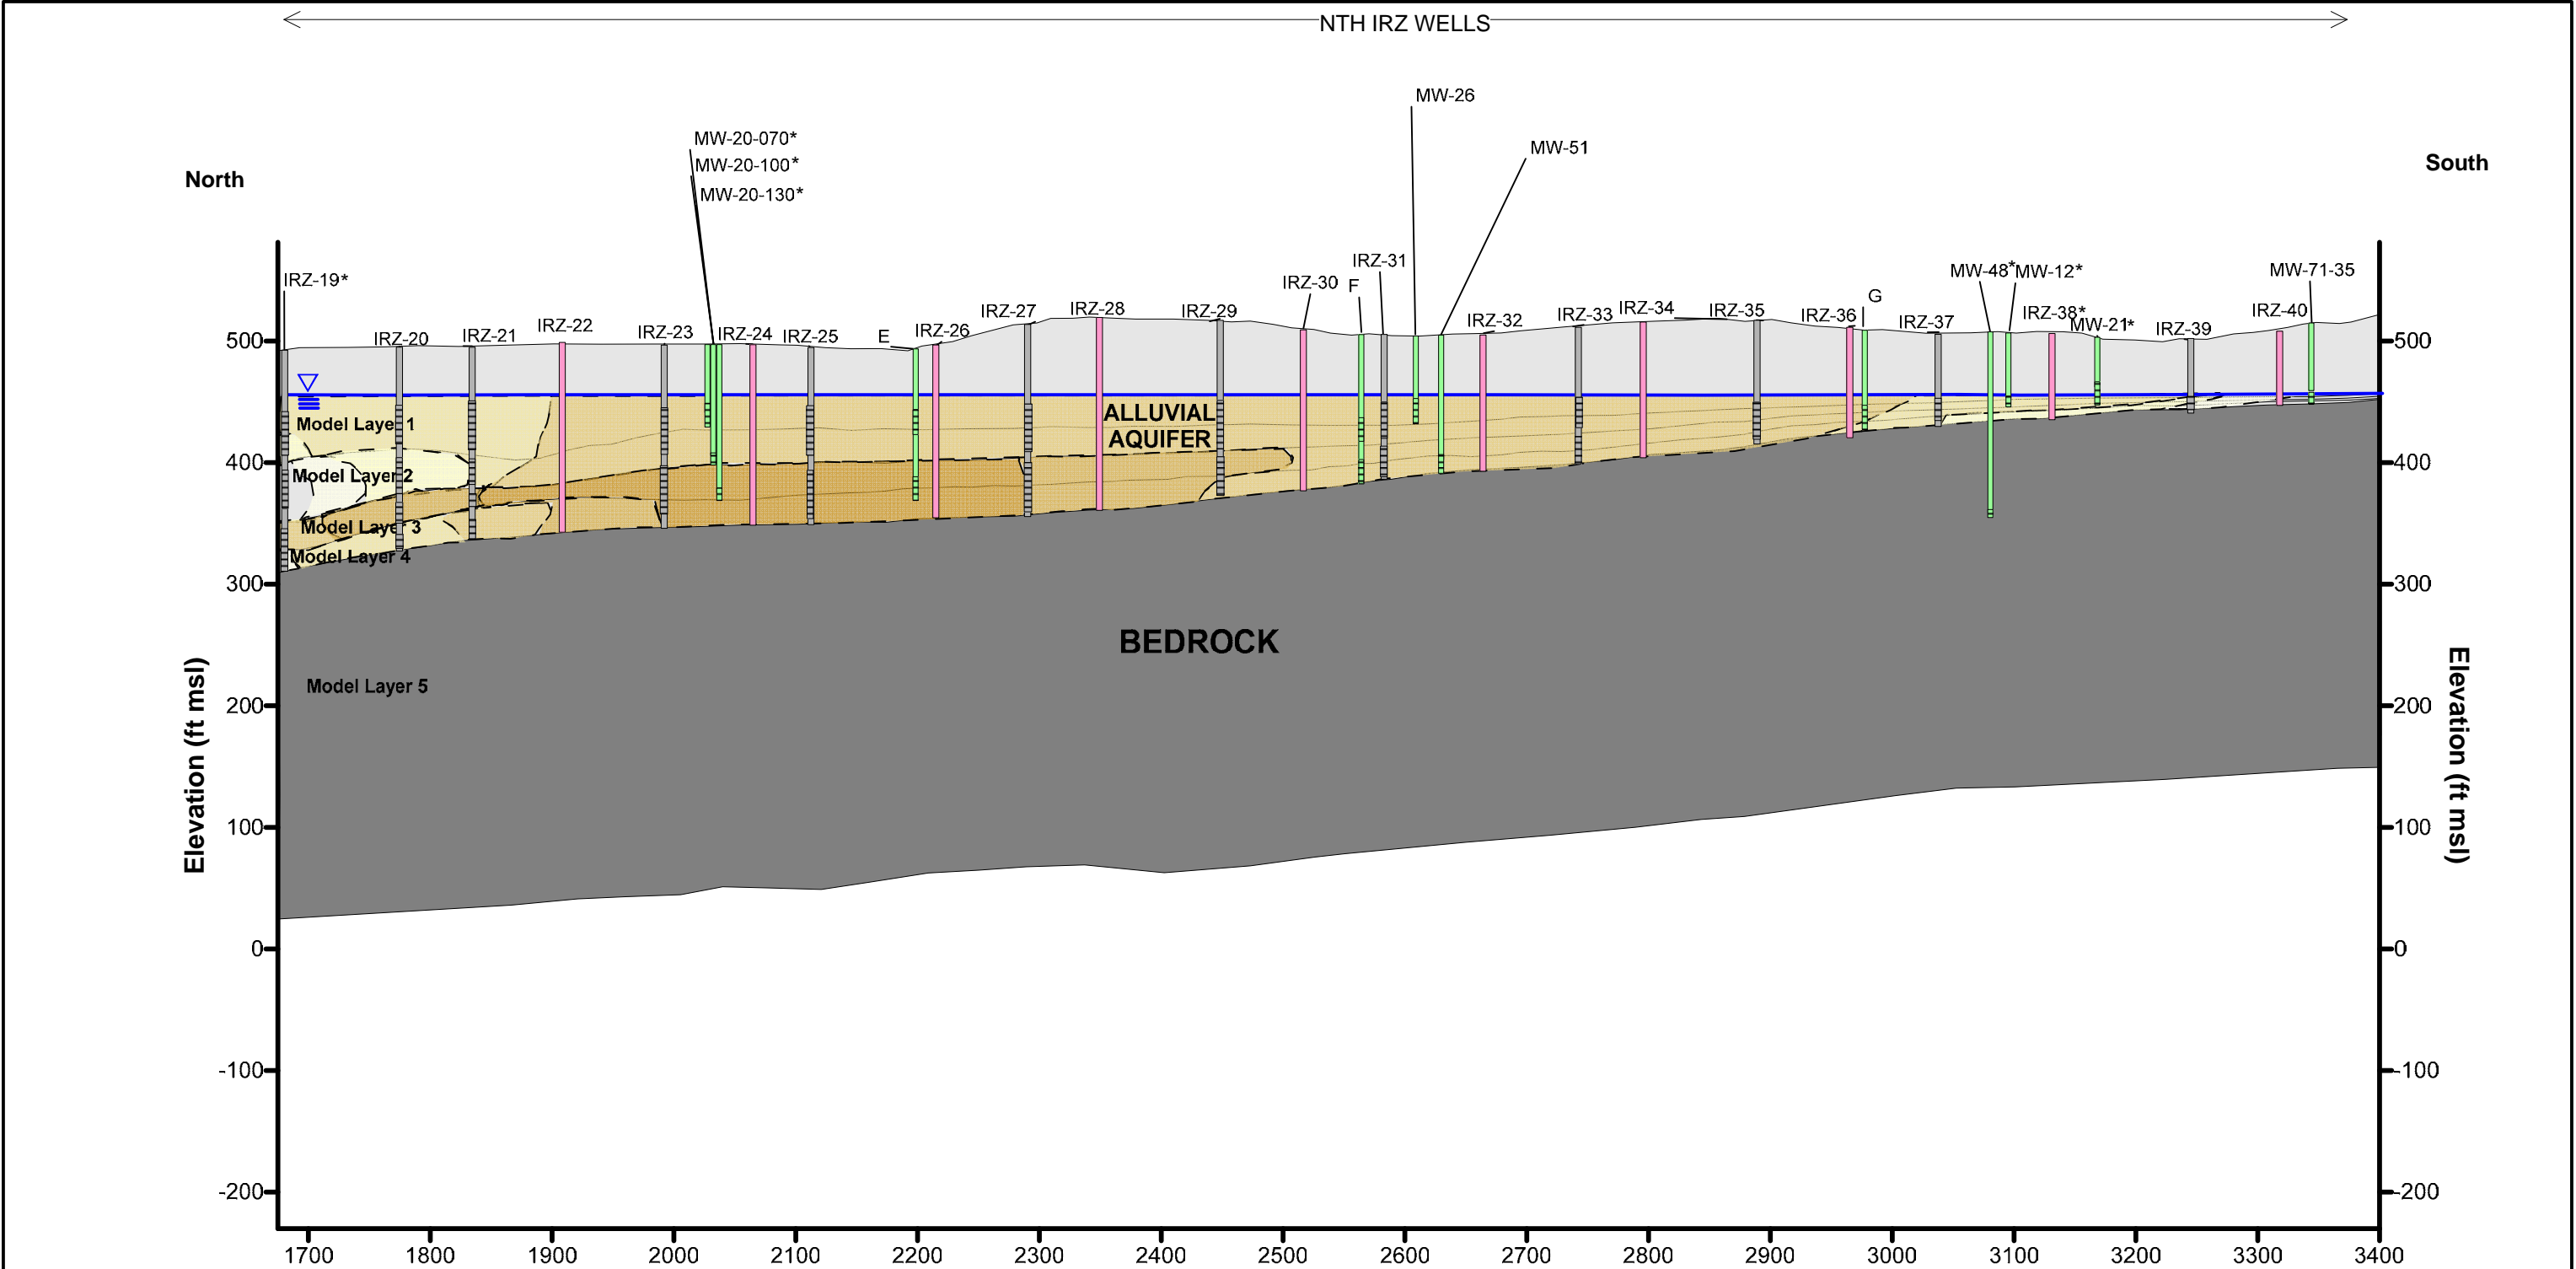 NTH IRZ WELLS
MW-26
MW-20-070*
MW-51
MW-20-100*
North
South
MW-20-130*
IRZ-19*
IRZ-31
MW-48* MW-12*
MW-71-35
IRZ-30 F
G
IRZ-20 IRZ-21 IRZ-22 IRZ-23 IRZ-24 IRZ-25 E IRZ-26 IRZ-27 IRZ-28 IRZ-29 IRZ-32 IRZ-33 IRZ-34 IRZ-35 IRZ-36 IRZ-37 IRZ-38* MW-21* IRZ-39 IRZ-40
500 500
ALLUVIAL
AQUIFER
Model Layer 1
400 400
Model Layer 2
Model Layer 3
Model Layer 4
300 300
BEDROCK
Model Layer 5
200 200
Elevation (ft msl)
Elevation (ft msl)
100 100
0 0
-100 -100
-200 -200
1700 1800 1900 2000 2100 2200 2300 2400 2500 2600 2700 2800 2900 3000 3100 3200 3300 3400